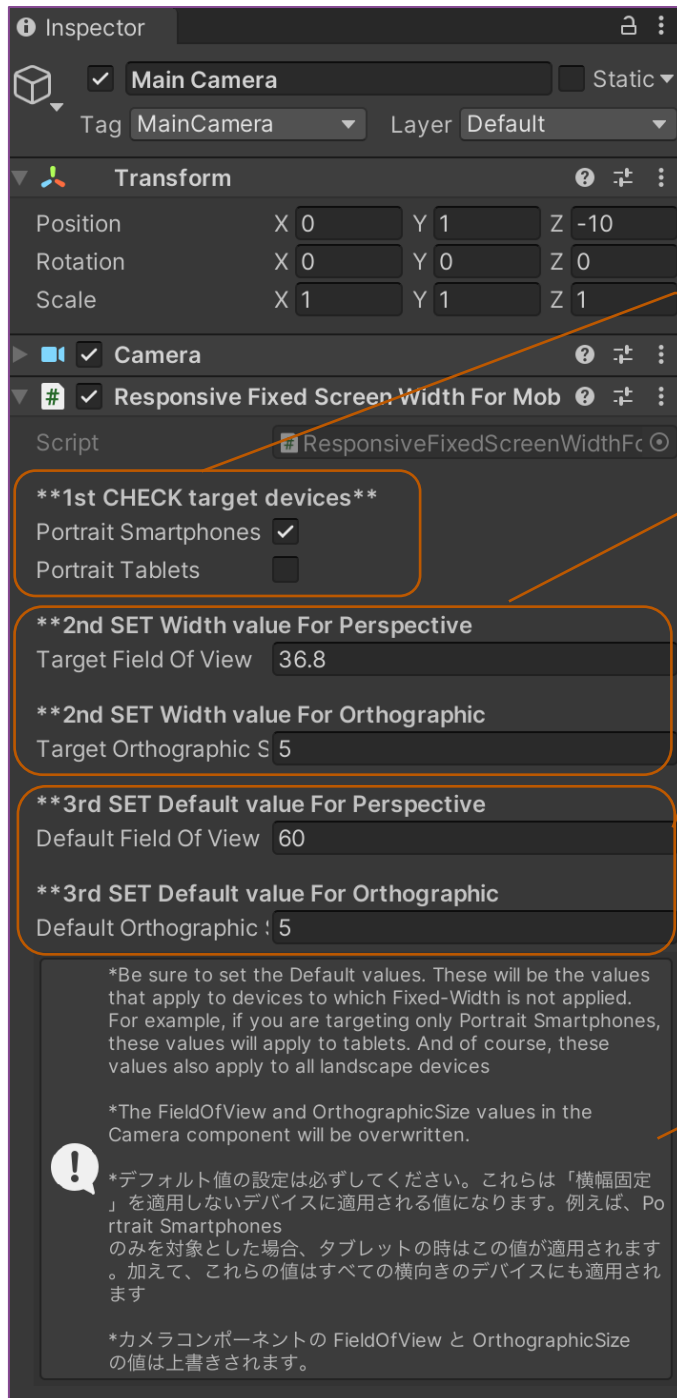 Inspector
Main Camera
Static
Tag MainCamera Layer Default
Transform
Position X 0 Y 1 Z -10
Rotation X 0 Y 0 Z 0
Scale X 1 Y 1 Z 1
Camera
# Responsive Fixed Screen Width For Mob
Script # ResponsiveFixedScreenWidthFo
**1st CHECK target devices**
Portrait Smartphones
Portrait Tablets
**2nd SET Width value For Perspective
Target Field Of View 36.8
**2nd SET Width value For Orthographic
Target Orthographic S 5
**3rd SET Default value For Perspective
Default Field Of View 60
**3rd SET Default value For Orthographic
Default Orthographic S 5
*Be sure to set the Default values. These will be the values
that apply to devices to which Fixed-Width is not applied.
For example, if you are targeting only Portrait Smartphones,
these values will apply to tablets. And of course, these
values also apply to all landscape devices
*The FieldOfView and OrthographicSize values in the
Camera component will be overwritten.
*デフォルト値の設定は必ずしてください。これらは「横幅固定
」を適用しないデバイスに適用される値になります。例えば、Po
rtrait Smartphones
のみを対象とした場合、タブレットの時はこの値が適用されます
。加えて、これらの値はすべての横向きのデバイスにも適用され
ます
*カメラコンポーネントの FieldOfView と OrthographicSize
の値は上書きされます。